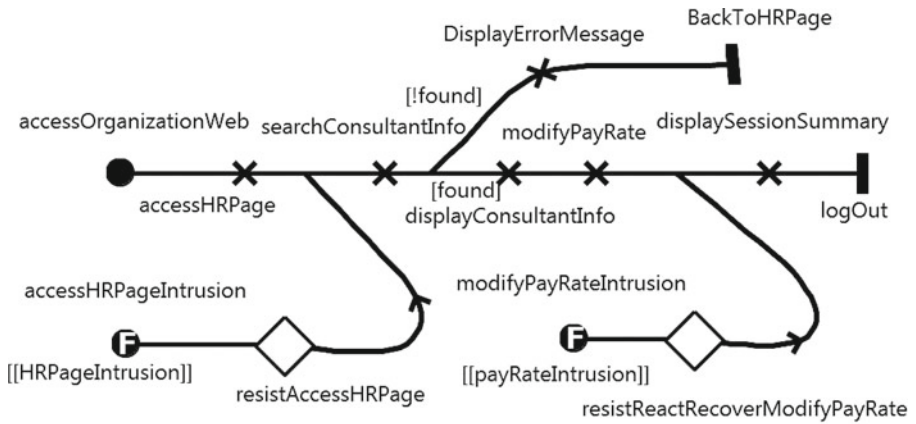 BackToHRPage
DisplayErrorMessage
[!found]
accessOrganizationWeb
searchConsultantInfo
modifyPayRate
displaySessionSummary
accessHRPage
[found]
displayConsultantInfo
logOut
accessHRPageIntrusion
modifyPayRateIntrusion
F
F
[[HRPageIntrusion]]
[[payRateIntrusion]]
resistAccessHRPage
resistReactRecoverModifyPayRate